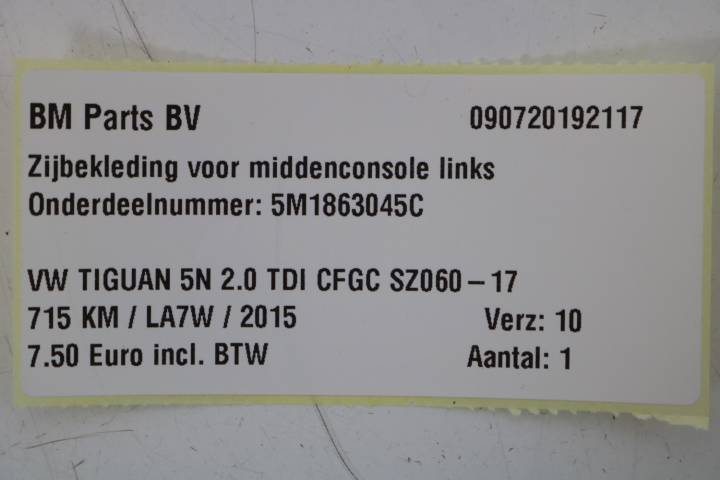 BM Parts BV 090720192117
Zijbekleding voor middenconsole links
Onderdeelnummer: 5M1863045C
VW TIGUAN 5N 2.0 TDI CFGC SZ060 – 17
715 KM / LA7W / 2015 Verz: 10
7.50 Euro incl. BTW Aantal: 1